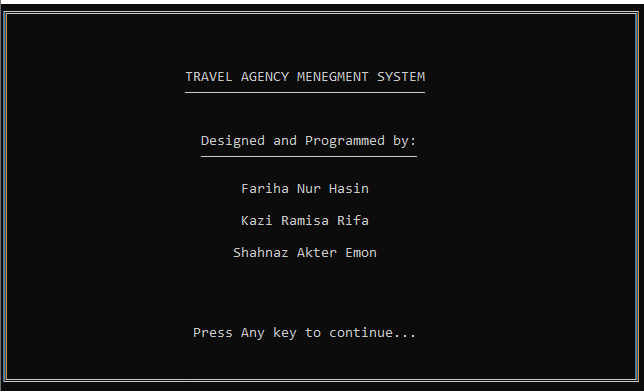 TRAVEL AGENCY MENEGMENT SYSTEM
Designed and Programmed by:
Fariha Nur Hasin
Kazi Ramisa Rifa
Shahnaz Akter Emon
Press Any key to continue...